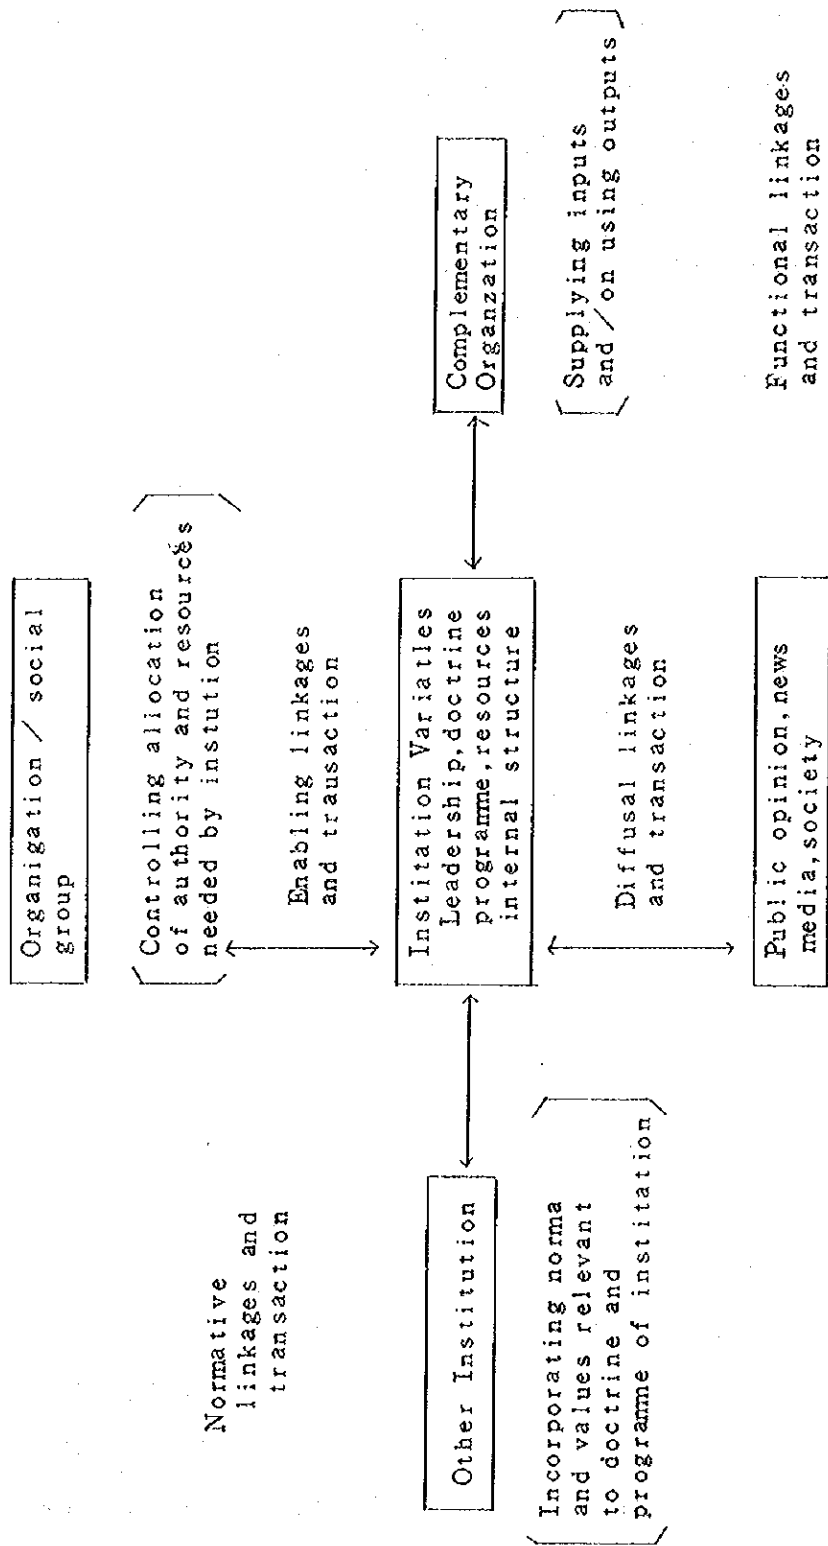 Organigation / social
group
Controlling allocation
of authority and resources
needed by instution
Normative
linkages and
transaction
Enabling linkages
and trausaction
Other Institution
Institation Variatles
Leadership,doctrine
programme,resources
internal structure
Complementary
Organzation
Incorporating norma
and values relevant
to doctrine and
programme of institation
Diffusal linkages
and transaction
Supplying inputs
and / on using outputs
Public opinion,news
media,society
Functional linkages
and transaction